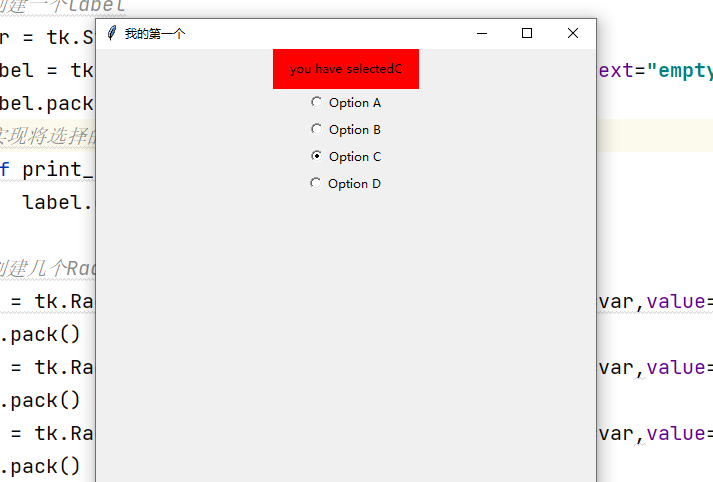 创建一个label
r = tk.S
我的第一个
bel = tk
you have selectedC
ext="empty
bel.pack
Option A
Option B
实现将选择的
f print_
Option C
label.
Option D
创建几个Rad
= tk.Ra
var,value=
.pack()
= tk.Ra
var,value=
.pack()
= tk.Ra
var,value=
.pack()